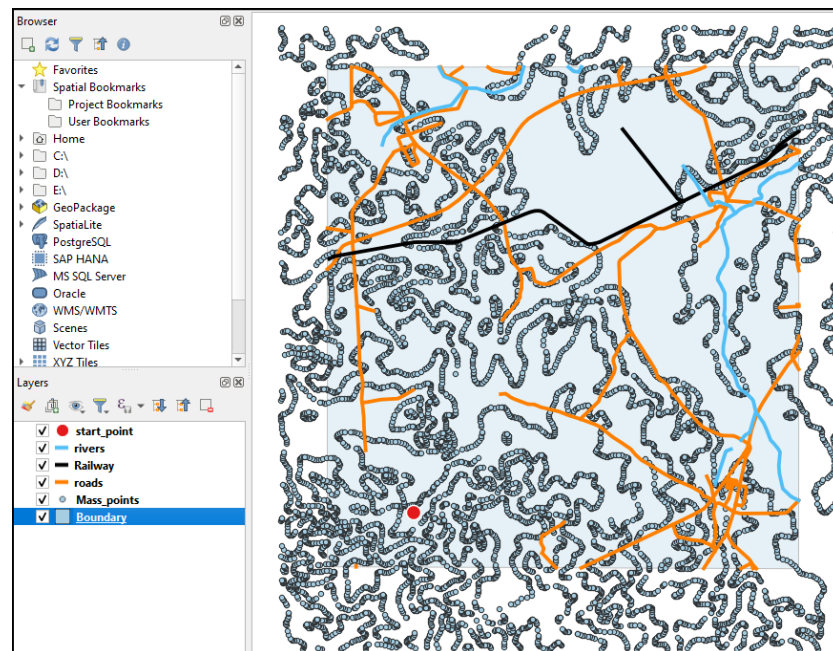 Browser
Favorites
Spatial Bookmarks
Project Bookmarks
User Bookmarks
Home
C:\
D:\
E:\
GeoPackage
SpatiaLite
PostgreSQL
SAP HANA
MS SQL Server
Oracle
WMS/WMTS
Scenes
Vector Tiles
XYZ Tiles
Layers
start_point
rivers
Railway
roads
Mass_points
Boundary